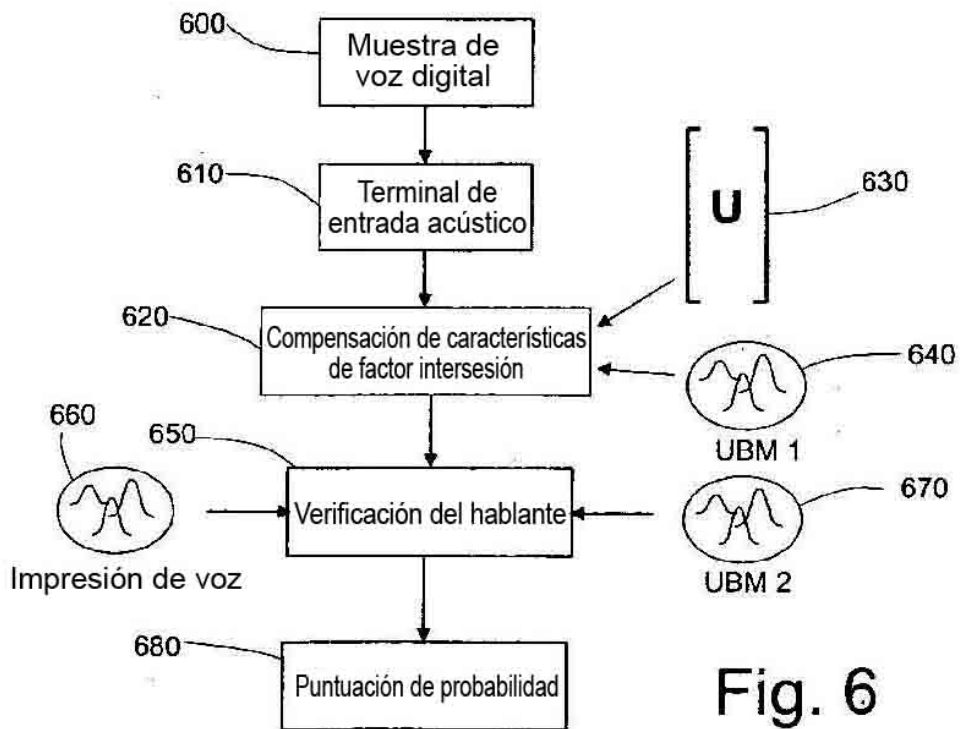 600
Muestra de
voz digital
610
Terminal de
entrada acústico
U
630
620
Compensación de características
de factor intersesión
640
UBM 1
660
650
Impresión de voz
Verificación del hablante
670
UBM 2
680
Puntuación de probabilidad
Fig. 6